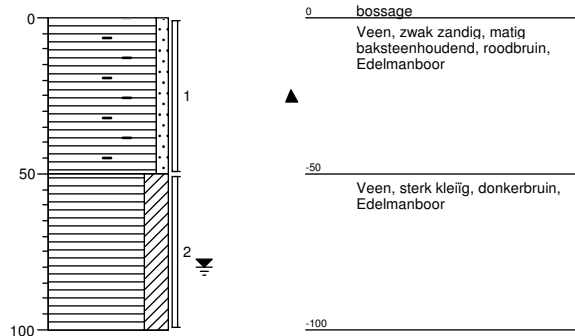 0
1
50
2
100
0
bossage
Veen, zwak zandig, matig
baksteenhoudend, roodbruin,
Edelmanboor
-50
Veen, sterk kleiïg, donkerbruin,
Edelmanboor
-100